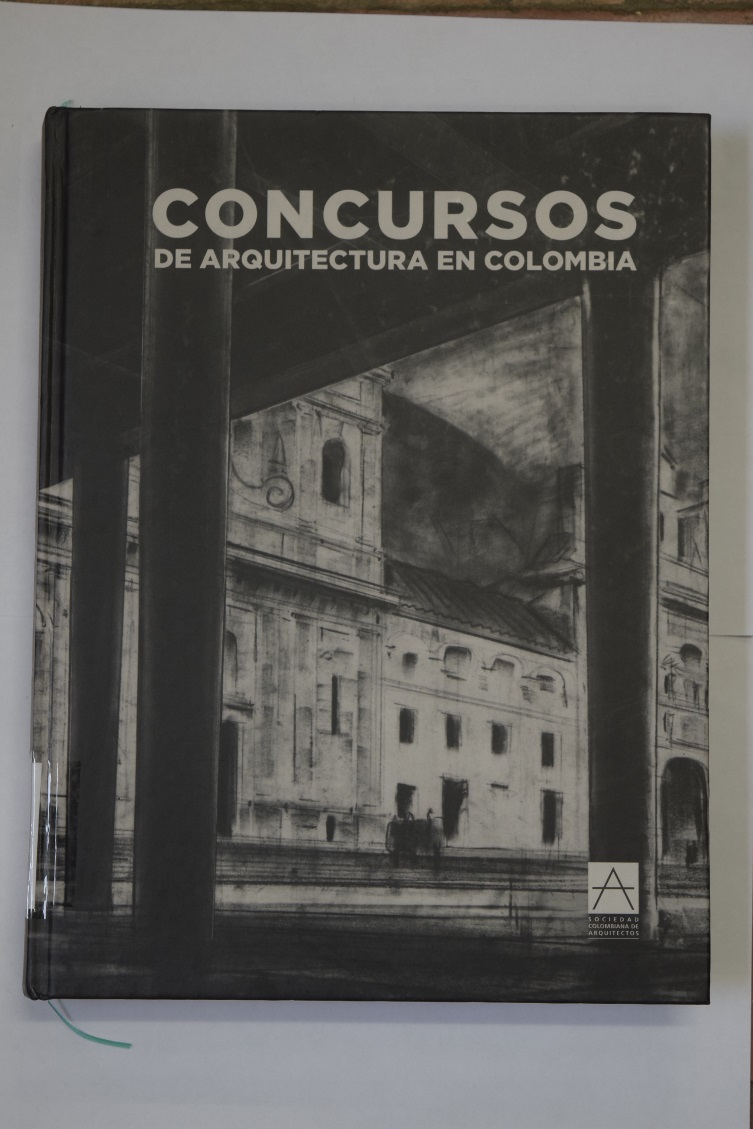 CONCURSOS
DE ARQUITECTURA EN COLOMBIA
SOCIEDAD
COLOMBIANA DE
ARQUITECTOS